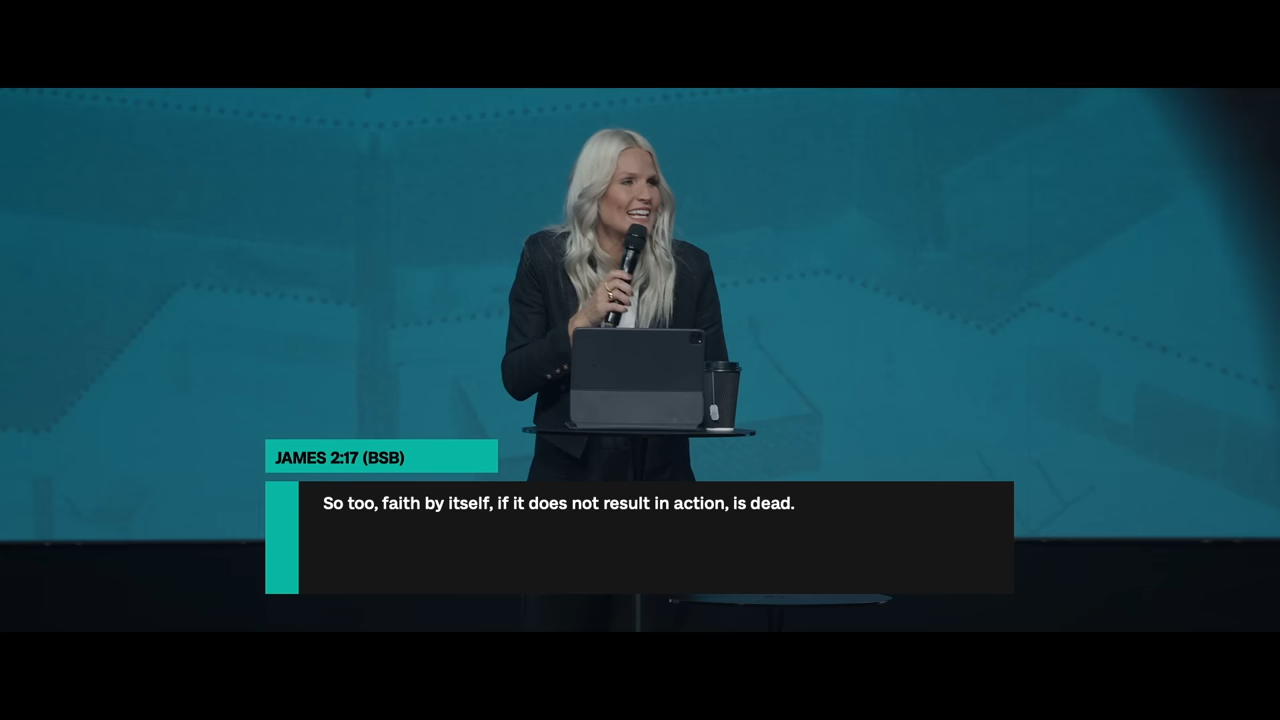 JAMES 2:17 (BSB)
So too, faith by itself, if it does not result in action, is dead.